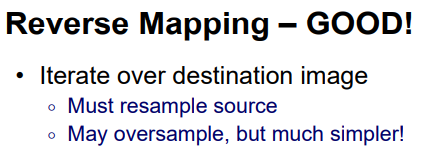 Reverse Mapping – GOOD!
• Iterate over destination image
◦ Must resample source
◦ May oversample, but much simpler!